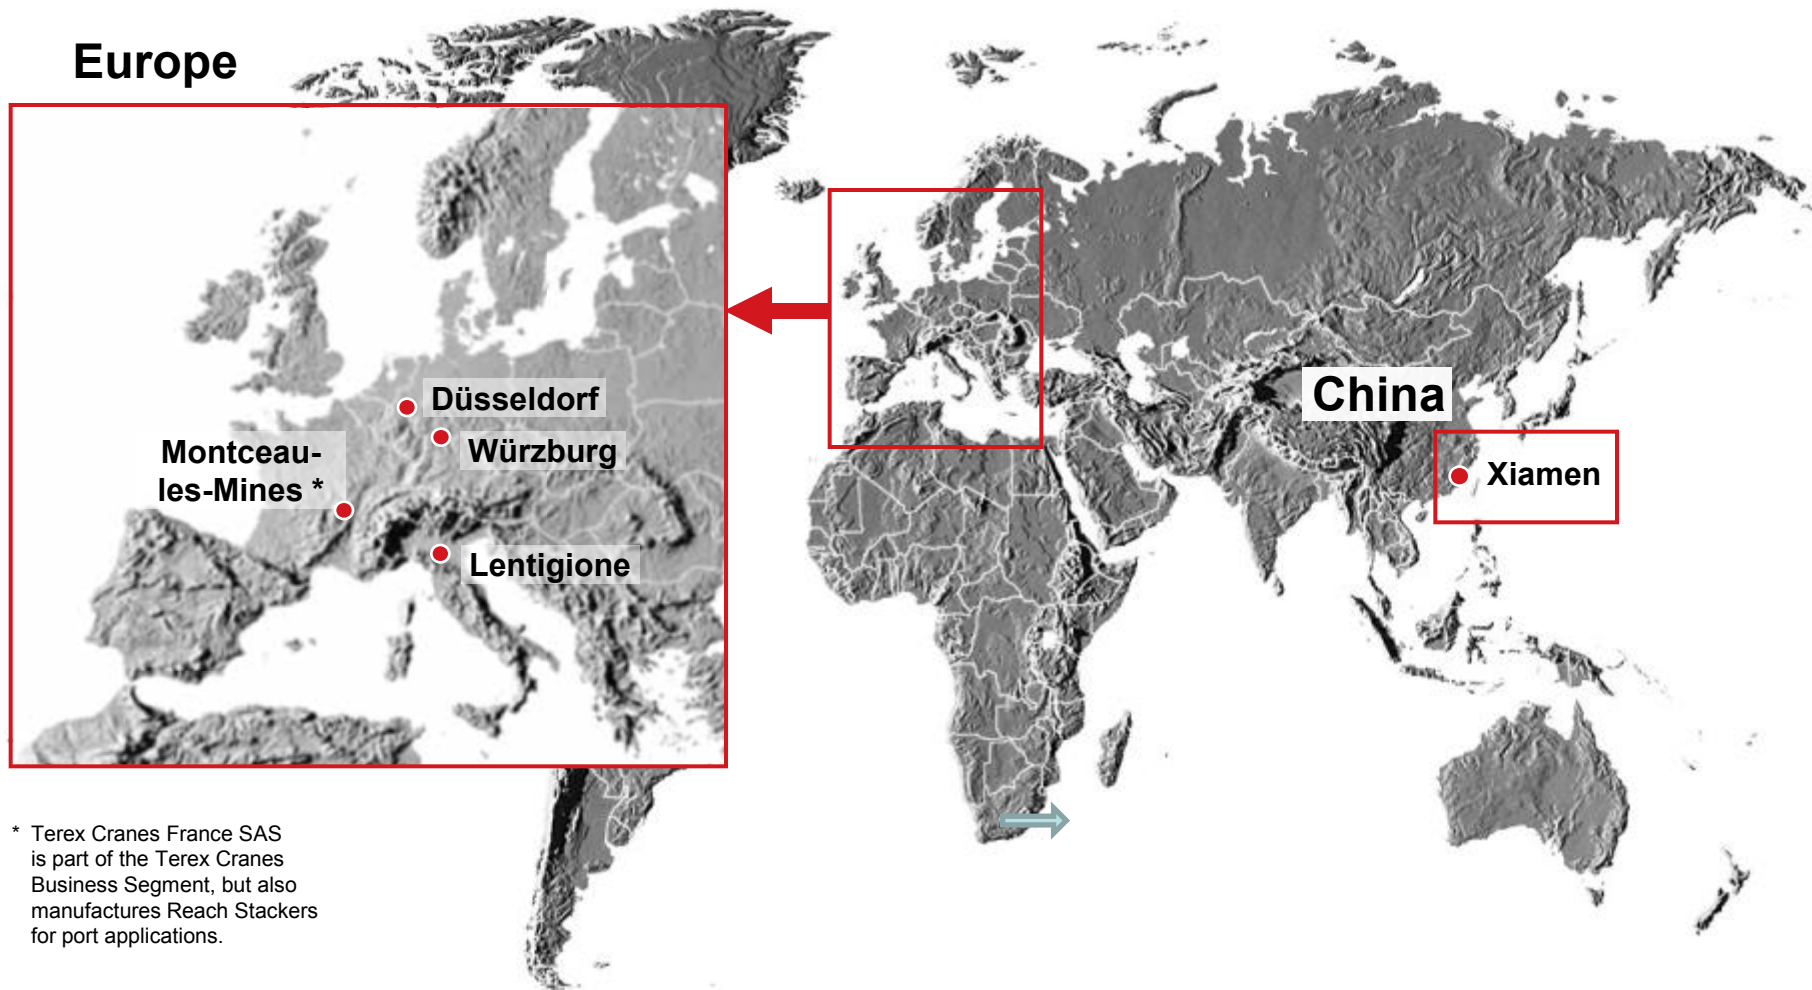 Europe
Düsseldorf
Würzburg
Montceau-
les-Mines *
Lentigione
China
Xiamen
* Terex Cranes France SAS
is part of the Terex Cranes
Business Segment, but also
manufactures Reach Stackers
for port applications.